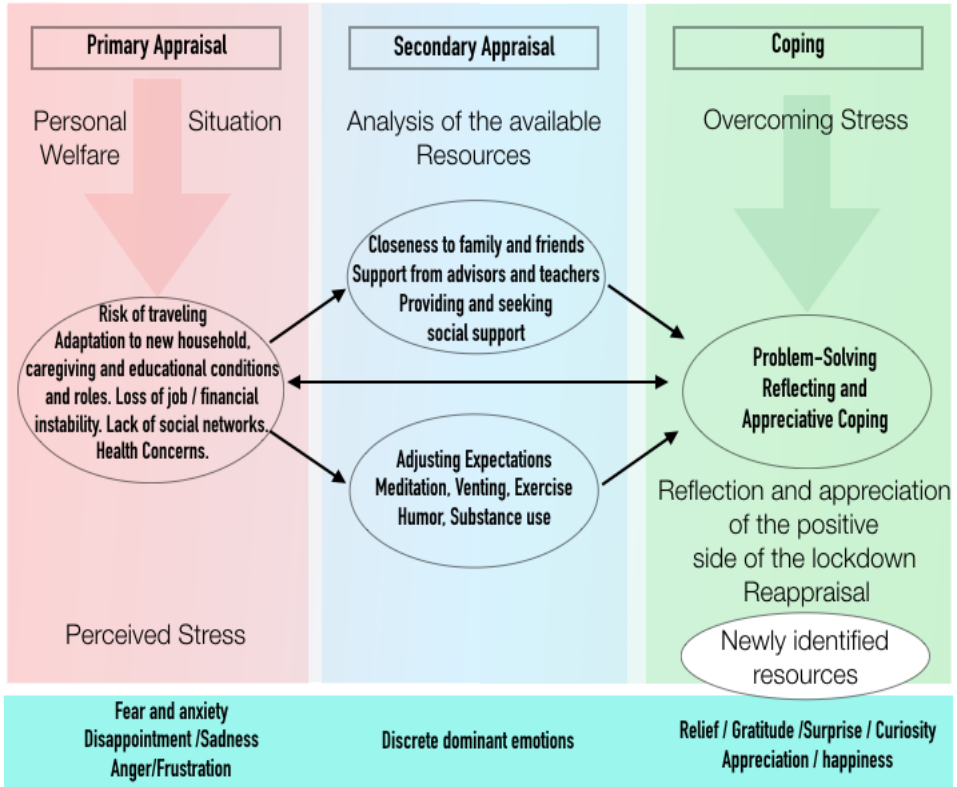 Primary Appraisal
Personal
Welfare
Situation
Risk of traveling
Adaptation to new household,
caregiving and educational conditions
and roles. Loss of job / financial
instability. Lack of social networks.
Health Concerns.
Perceived Stress
Fear and anxiety
Disappointment /Sadness
Anger/Frustration
Secondary Appraisal
Analysis of the available
Resources
Closeness to family and friends
Support from advisors and teachers
Providing and seeking
social support
Adjusting Expectations
Meditation, Venting, Exercise
Humor, Substance use
Discrete dominant emotions
Coping
Overcoming Stress
Problem-Solving
Reflecting and
Appreciative Coping
Reflection and appreciation
of the positive
side of the lockdown
Reappraisal
Newly identified
resources
Relief / Gratitude /Surprise / Curiosity
Appreciation / happiness